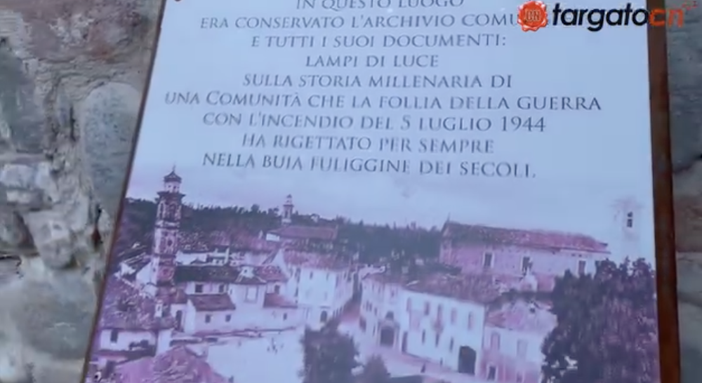 IN QUESTO LUOGO
ERA CONSERVATO L'ARCHIVIO COMU
E TUTTI I SUOI DOCUMENTI:
LAMPI DI LUCE
SULLA STORIA MILLENARIA DI
UNA COMUNITÀ CHE LA FOLLIA DELLA GUERRA
CON L'INCENDIO DEL 5 LUGLIO 1944
HA RIGETTATO PER SEMPRE
NELLA BUIA FULIGGINE DEI SECOLI.
targatocn